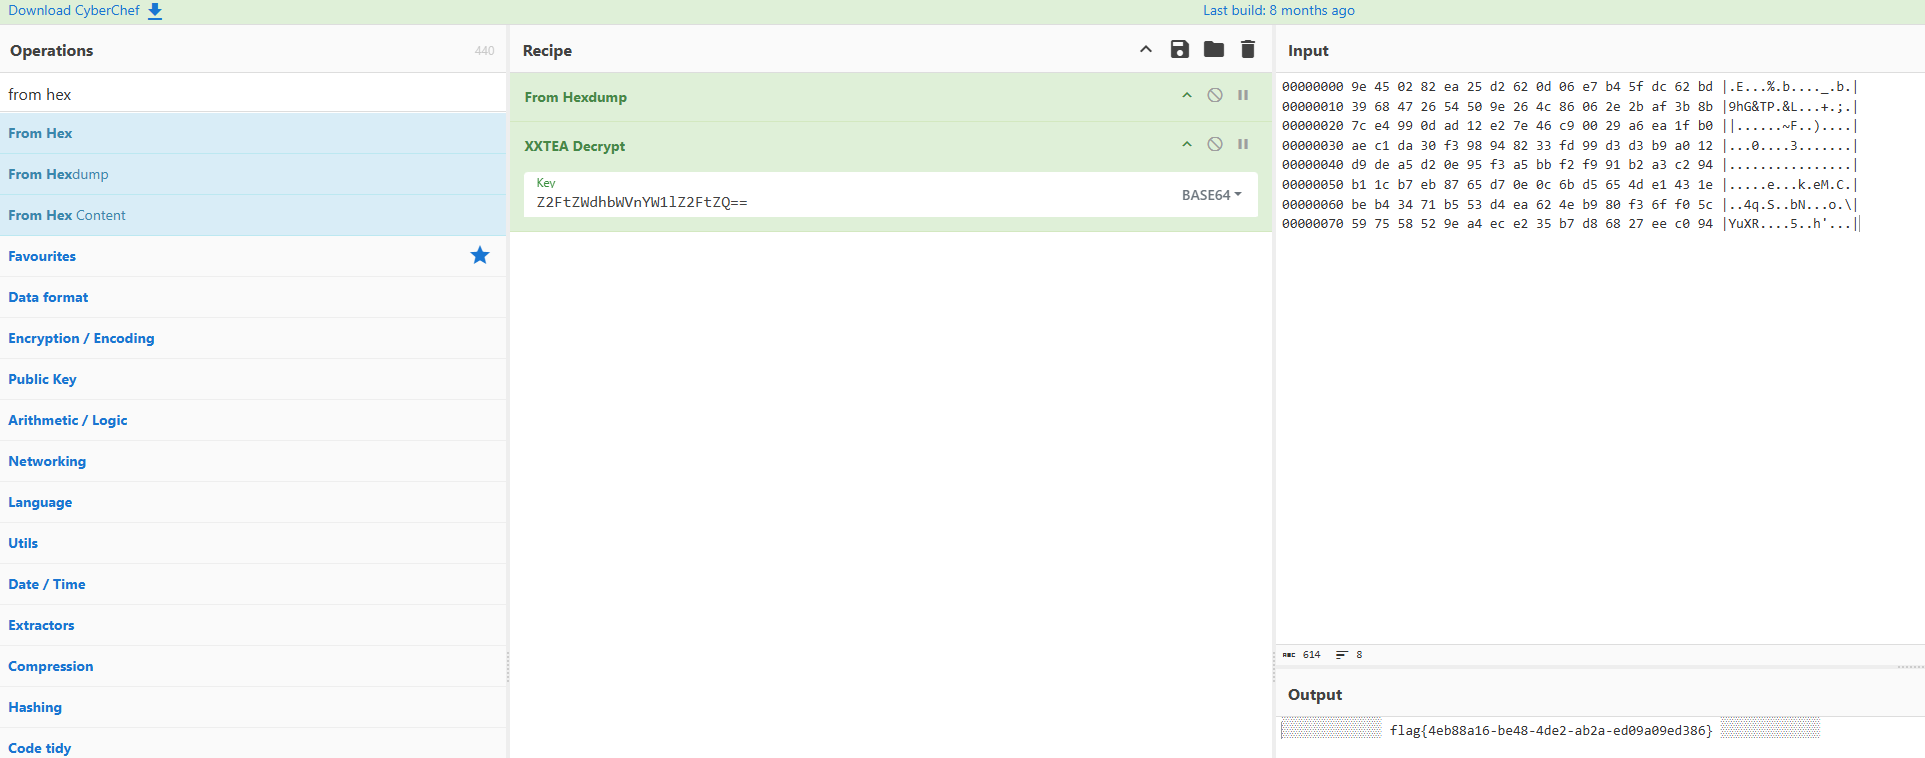 Download CyberChef
Last build: 8 months ago
Operations
440
from hex
From Hex
From Hexdump
From Hex Content
Favourites
Data format
Encryption / Encoding
Public Key
Arithmetic / Logic
Networking
Language
Utils
Date / Time
Extractors
Compression
Hashing
Code tidy
Recipe
From Hexdump
XXTEA Decrypt
Key
Z2FtZWdhbWVnYW1lZ2FtZQ==
BASE64
Input
00000000 9e 45 02 82 ea 25 d2 62 0d 06 e7 b4 5f dc 62 bd |.E...%.b...._.b.|
00000010 39 68 47 26 54 50 9e 26 4c 86 06 2e 2b af 3b 8b |9hG&TP.&L...+.;.|
00000020 7c e4 99 0d ad 12 e2 7e 46 c9 00 29 a6 ea 1f b0 ||......~F..)....|
00000030 ae c1 da 30 f3 98 94 82 33 fd 99 d3 d3 b9 a0 12 |...0....3.......|
00000040 d9 de a5 d2 0e 95 f3 a5 bb f2 f9 91 b2 a3 c2 94 |................|
00000050 b1 1c b7 eb 87 65 d7 0e 0c 6b d5 65 4d e1 43 1e |.....e...k.eM.C.|
00000060 be b4 34 71 b5 53 d4 ea 62 4e b9 80 f3 6f f0 5c |..4q.S..bN...o.\|
00000070 59 75 58 52 9e a4 ec e2 35 b7 d8 68 27 ee c0 94 |YuXR....5..h'...|
ABC 614
8
Output
flag{4eb88a16-be48-4de2-ab2a-ed09a09ed386}